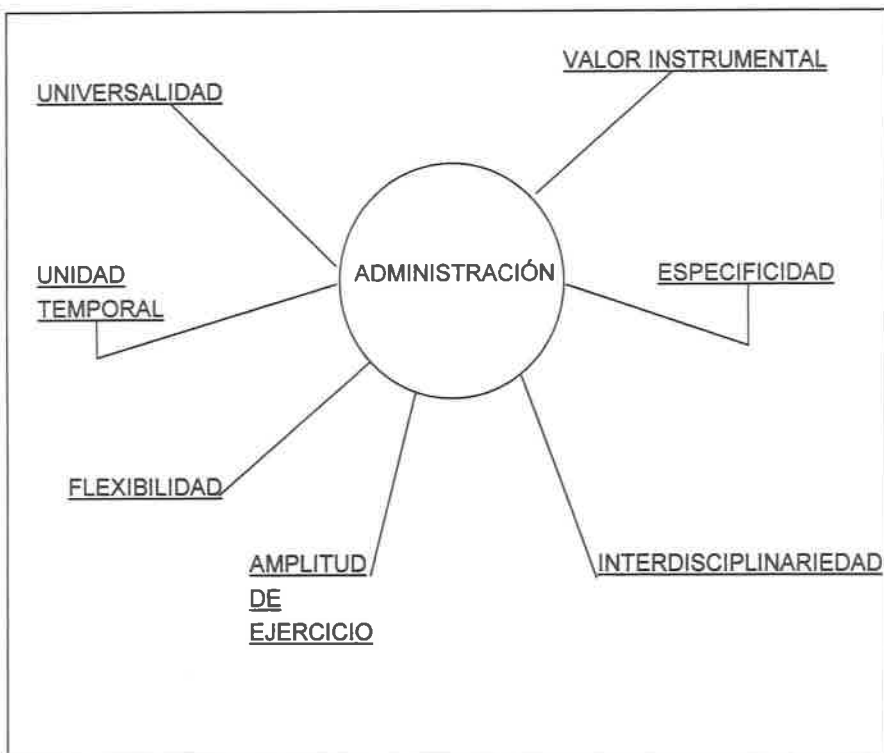 VALOR INSTRUMENTAL
UNIVERSALIDAD
ADMINISTRACIÓN
UNIDAD
TEMPORAL
ESPECIFICIDAD
FLEXIBILIDAD
AMPLITUD
DE
EJERCICIO
INTERDISCIPLINARIEDAD